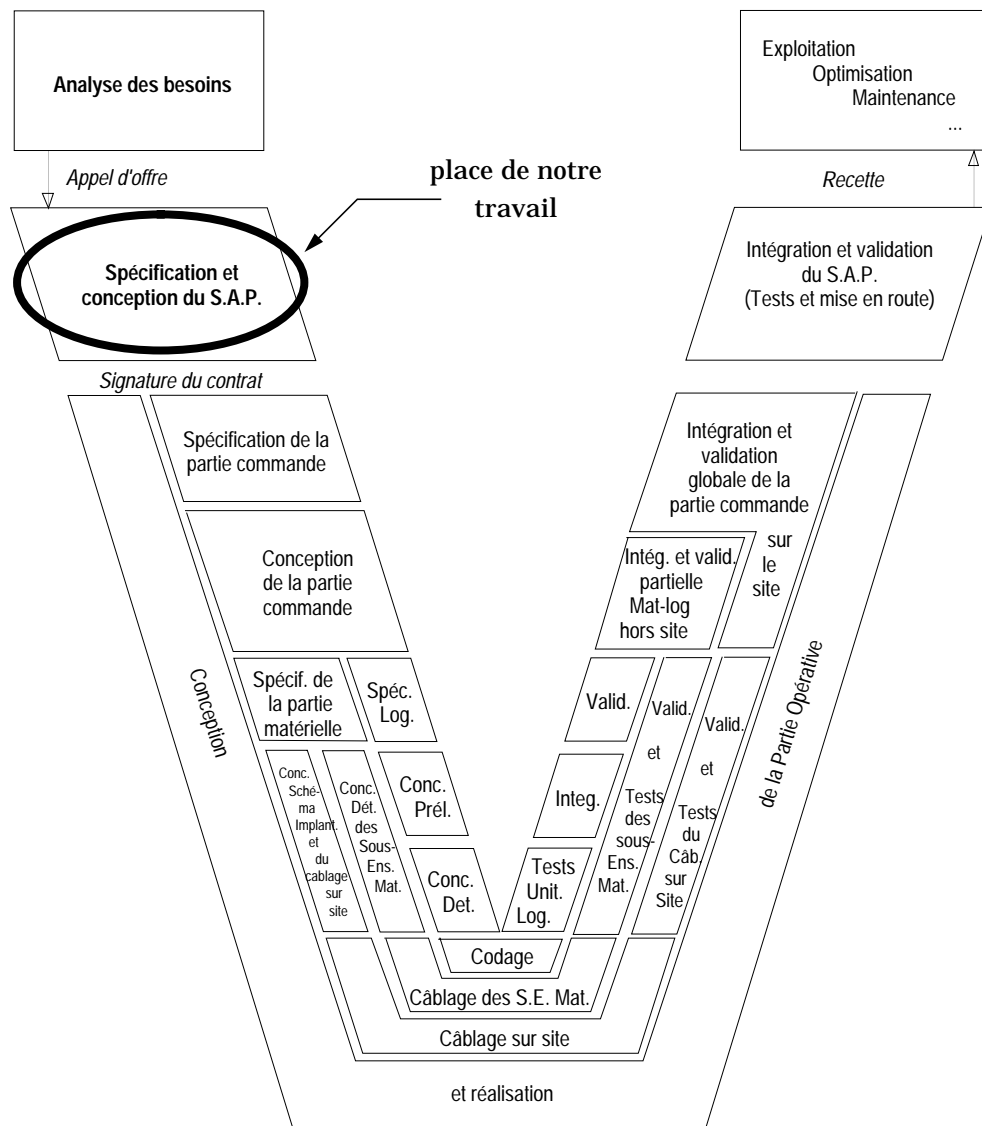 Analyse des besoins
Exploitation
Optimisation
Maintenance
...
Appel d'offre
place de notre
travail
Recette
Spécification et
conception du S.A.P.
Intégration et validation
du S.A.P.
(Tests et mise en route)
Signature du contrat
Spécification de la
partie commande
Intégration et
validation
globale de la
partie commande
sur
le
site
Conception
de la partie
commande
Intég. et valid.
partielle
Mat-log
hors site
Conception
Spécif. de
la partie
matérielle
Spéc.
Log.
Valid.
Valid.
et
Tests
des
sous-
Ens.
Mat.
Valid.
et
Tests
du
Câb.
sur
Site
de la Partie Opérative
Conc.
Sché-
ma
Implant.
et
du
cablage
sur
site
Conc.
Dét.
des
Sous-
Ens.
Mat.
Conc.
Prél.
Integ.
Conc.
Det.
Tests
Unit.
Log.
Codage
Câblage des S.E. Mat.
Câblage sur site
et réalisation